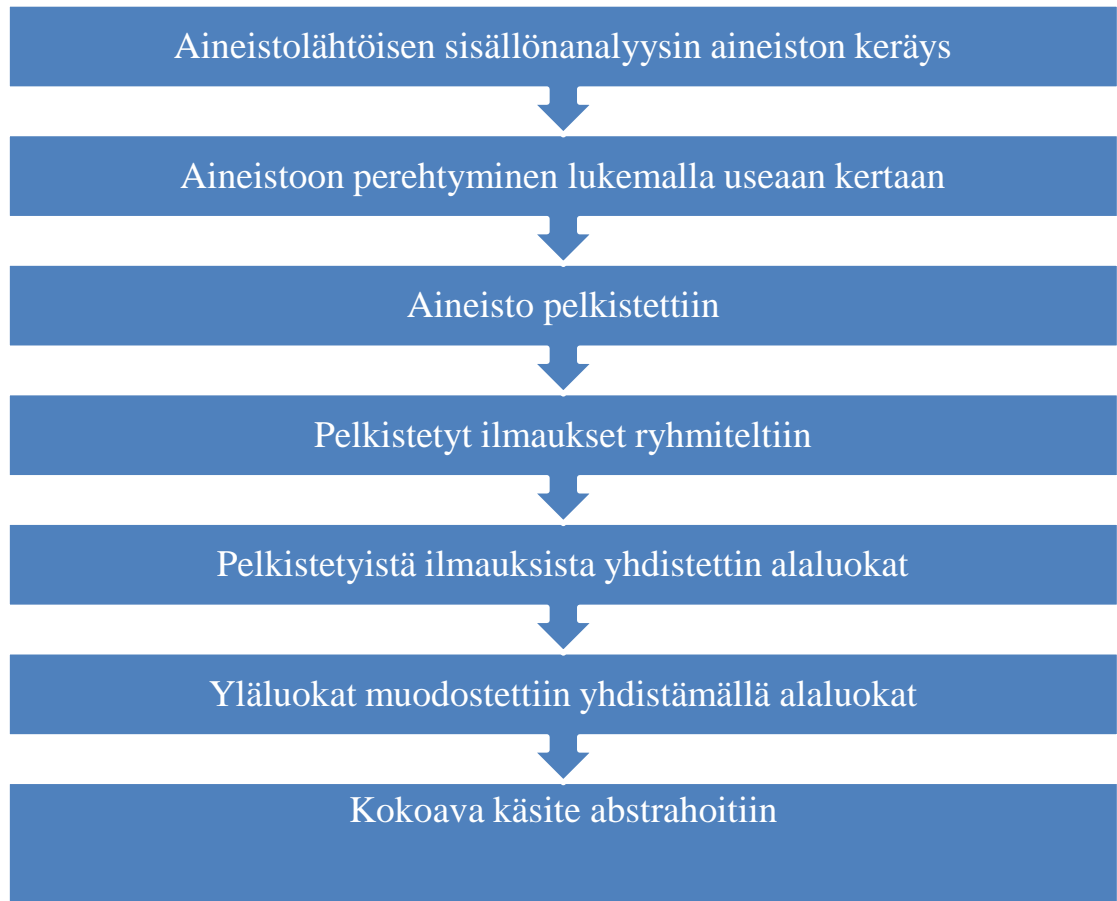 Aineistolähtöisen sisällönanalyysin aineiston keräys
Aineistoon perehtyminen lukemalla useaan kertaan
Aineisto pelkistettiin
Pelkistetyt ilmaukset ryhmiteltiin
Pelkistetyistä ilmauksista yhdistettin alaluokat
Yläluokat muodostettiin yhdistämällä alaluokat
Kokoava käsite abstrahoitiin